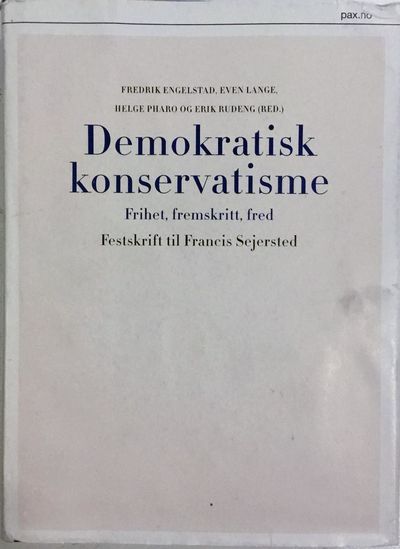 pax.no
FREDRIK ENGELSTAD, EVEN LANGE,
HELGE PHARO OG ERIK RUDENG (RED.)
Demokratisk
konservatisme
Frihet, fremskritt, fred
Festskrift til Francis Sejersted